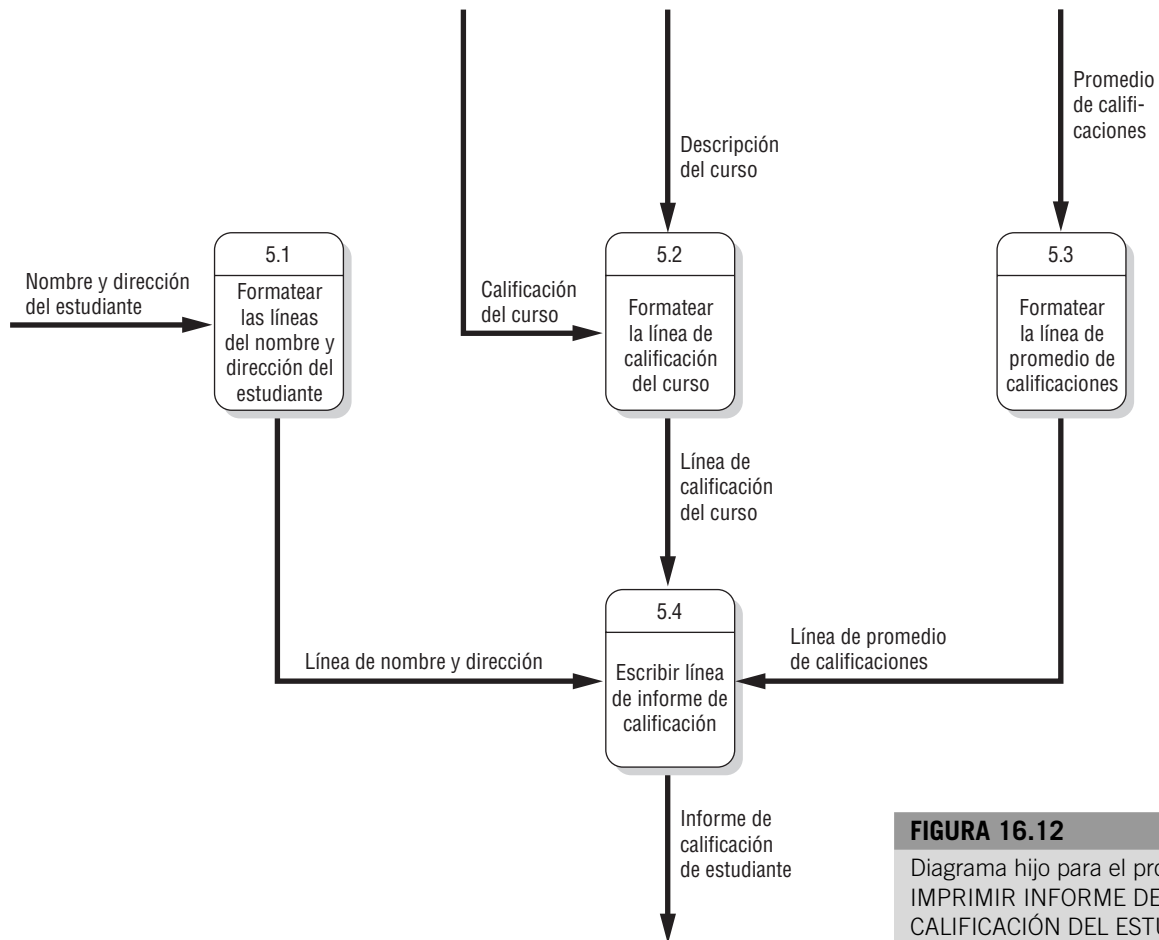 Promedio
de califi-
caciones
Descripción
del curso
5.1
Formatear
las líneas
del nombre y
dirección del
estudiante
5.2
Formatear
la línea de
calificación
del curso
5.3
Formatear
la línea de
promedio de
calificaciones
Nombre y dirección
del estudiante
Calificación
del curso
Línea de
calificación
del curso
5.4
Escribir línea
de informe de
calificación
Línea de nombre y dirección
Línea de promedio
de calificaciones
Informe de
calificación
de estudiante
FIGURA 16.12
Diagrama hijo para el
IMPRIMIR INFORME DE
CALIFICACIÓN DEL